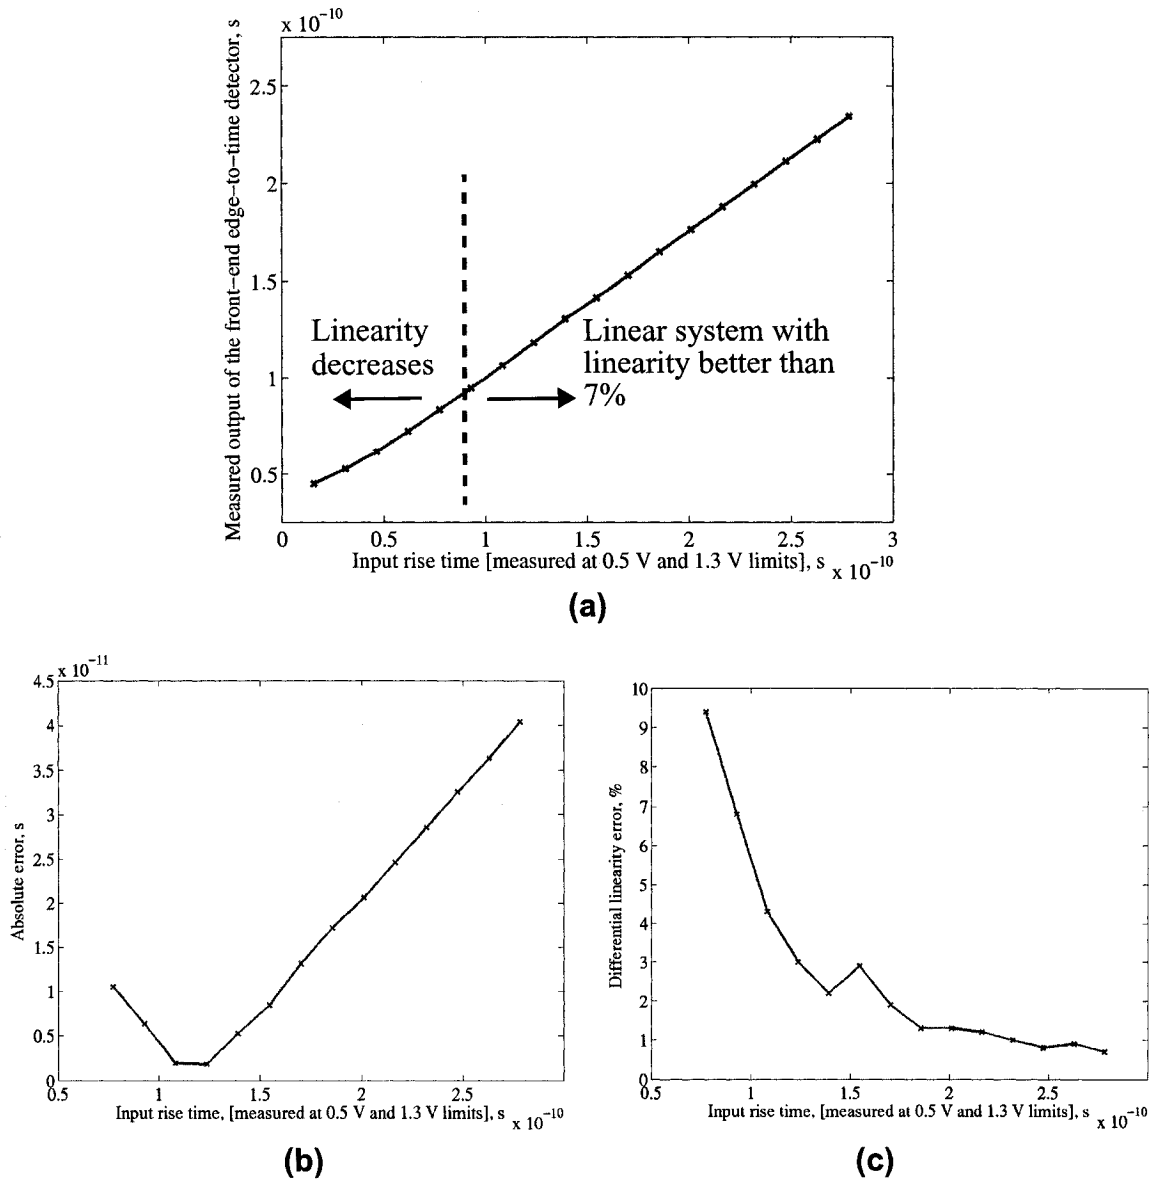 x 10⁻¹⁰
Measured output of the front−end edge−to−time detector, s
2.5
2
1.5
1
0.5
Linearity
decreases
Linear system with
linearity better than
7%
0 0.5 1 1.5 2 2.5 3
Input rise time [measured at 0.5 V and 1.3 V limits], s
x 10⁻¹⁰
(a)
x 10⁻¹¹
Absolute error, s
4.5
4
3.5
3
2.5
2
1.5
1
0.5
0
0.5 1 1.5 2 2.5
Input rise time, [measured at 0.5 V and 1.3 V limits], s
x 10⁻¹⁰
(b)
Differential linearity error, %
10
9
8
7
6
5
4
3
2
1
0
0.5 1 1.5 2 2.5
Input rise time, [measured at 0.5 V and 1.3 V limits], s
x 10⁻¹⁰
(c)